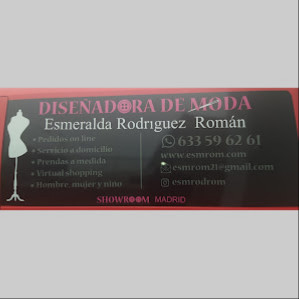 DISEÑADORA DE MODA
Esmeralda Rodriguez Román
• Pedidos on line
• Servicio a domicilio
• Prendas a medida
• Virtual shopping
• Hombre, mujer y niño
633 59 62 61
www.esmrom.com
esmrom21@gmail.com
esmrodrom
SHOWROOM MADRID